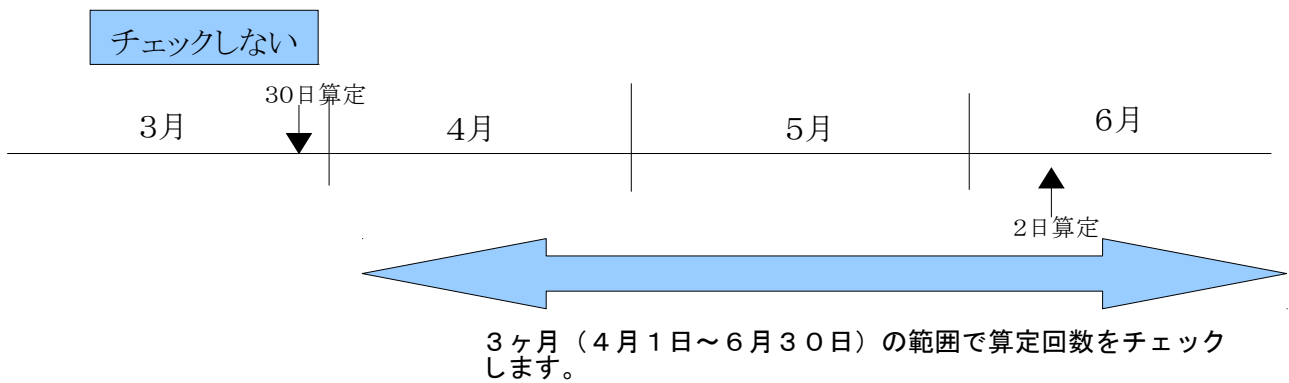 チェックしない
30日算定
3月
4月
5月
6月
2日算定
３ヶ月（４月１日～６月３０日）の範囲で算定回数をチェック
します。